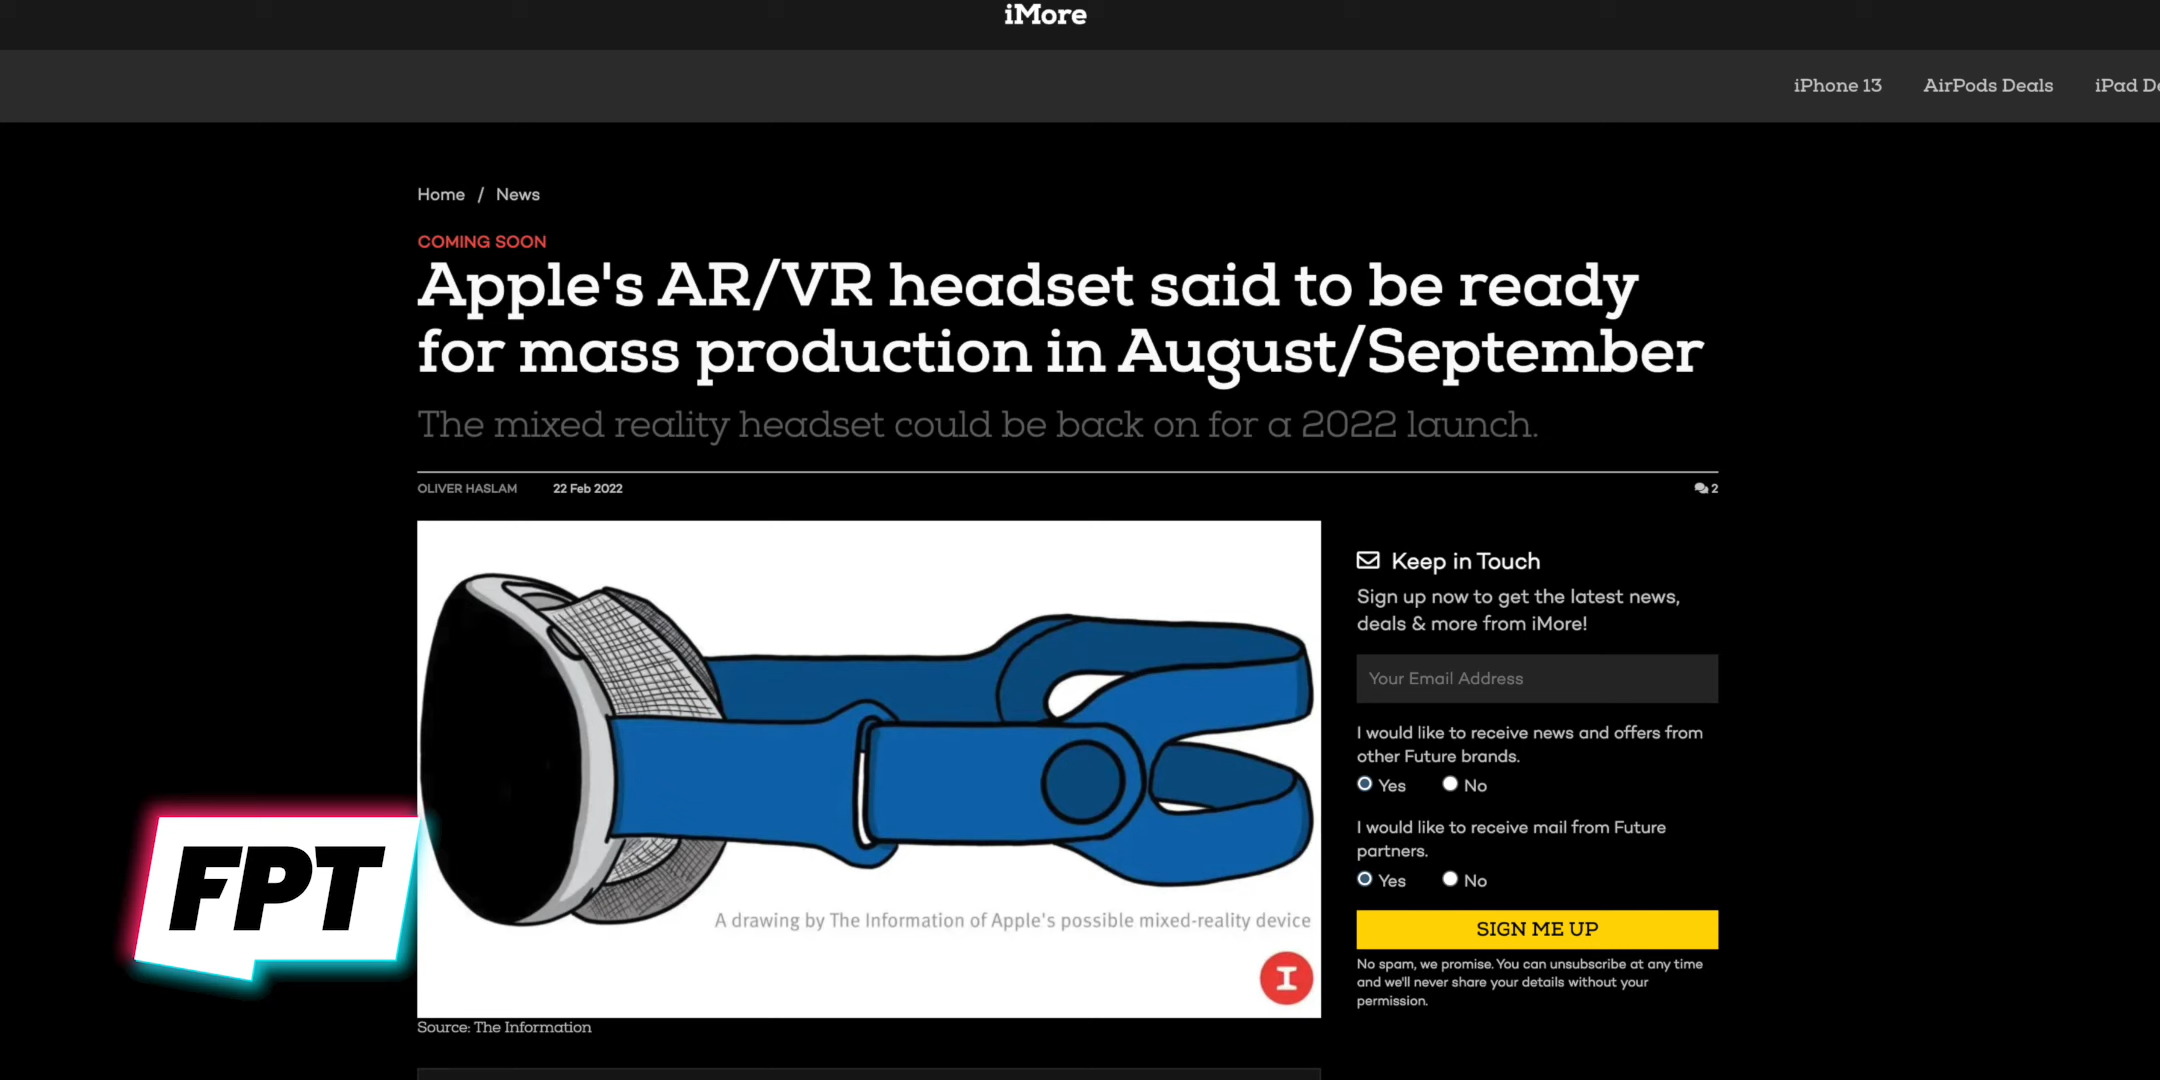 iMore
iPhone 13 AirPods Deals iPad D
Home / News
COMING SOON
Apple's AR/VR headset said to be ready
for mass production in August/September
The mixed reality headset could be back on for a 2022 launch.
OLIVER HASLAM 22 Feb 2022 2
Keep in Touch
Sign up now to get the latest news,
deals & more from iMore!
Your Email Address
I would like to receive news and offers from
other Future brands.
Yes No
I would like to receive mail from Future
partners.
Yes No
SIGN ME UP
No spam, we promise. You can unsubscribe at any time
and we'll never share your details without your
permission.
FPT
A drawing by The Information of Apple's possible mixed-reality device
I
Source: The Information